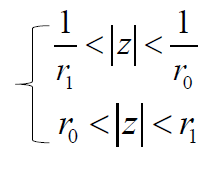 1/r₁ < |z| < 1/r₀
r₀ < |z| < r₁